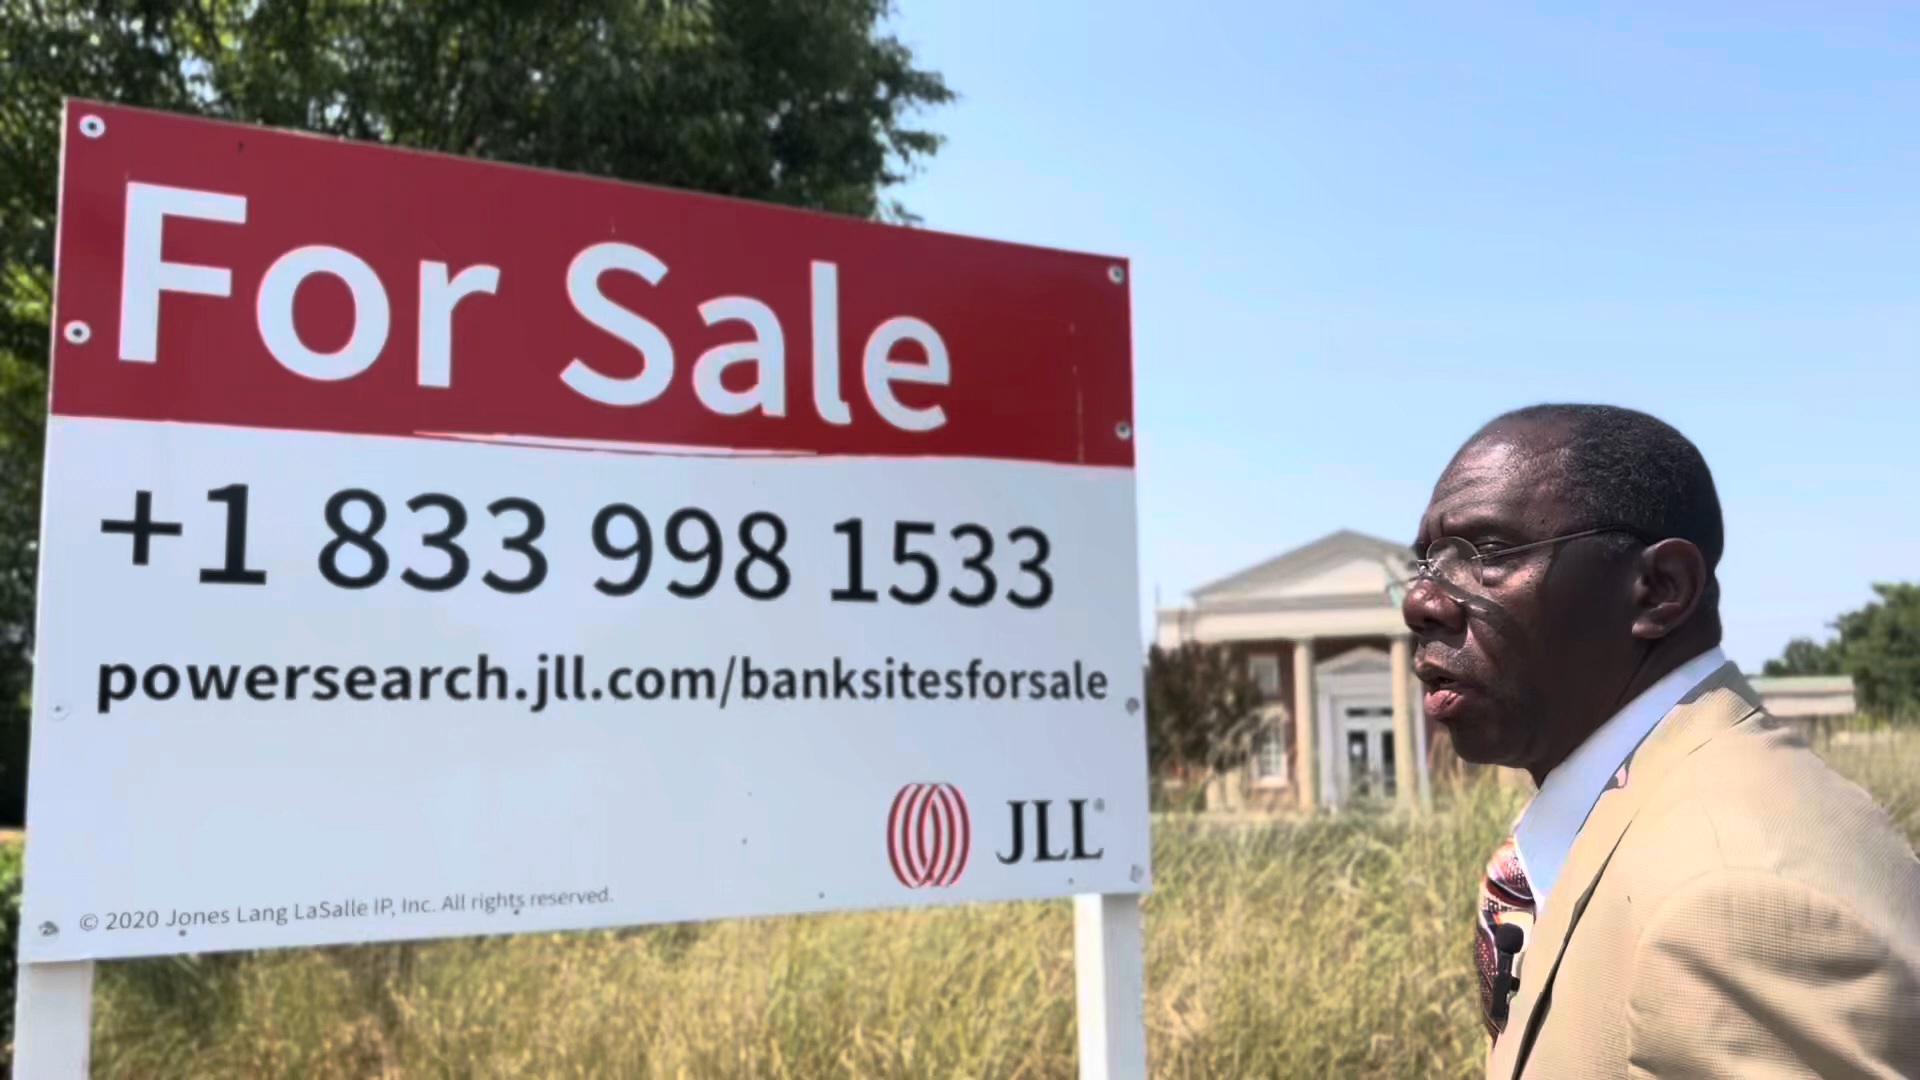 For Sale
+1 833 998 1533
powersearch.jll.com/banksitesforsale
JLL®
© 2020 Jones Lang LaSalle IP, Inc. All rights reserved.